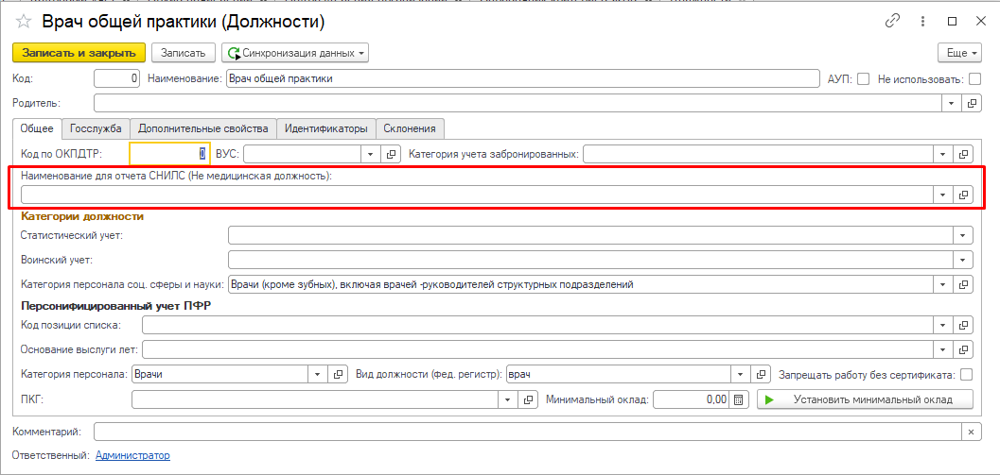 Врач общей практики (Должности)
Записать и закрыть Записать Синхронизация данных Еще
Код: 0 Наименование: Врач общей практики АУП: Не использовать:
Родитель:
Общее Госслужба Дополнительные свойства Идентификаторы Склонения
Код по ОКПДТР: 0 ВУС: Категория учета забронированных:
Наименование для отчета СНИЛС (Не медицинская должность):
Категории должности
Статистический учет:
Воинский учет:
Категория персонала соц. сферы и науки: Врачи (кроме зубных), включая врачей -руководителей структурных подразделений
Персонифицированный учет ПФР
Код позиции списка:
Основание выслуги лет:
Категория персонала: Врачи Вид должности (фед. регистр): врач Запрещать работу без сертификата:
ПКГ: Минимальный оклад: 0,00 Установить минимальный оклад
Комментарий:
Ответственный: Администратор